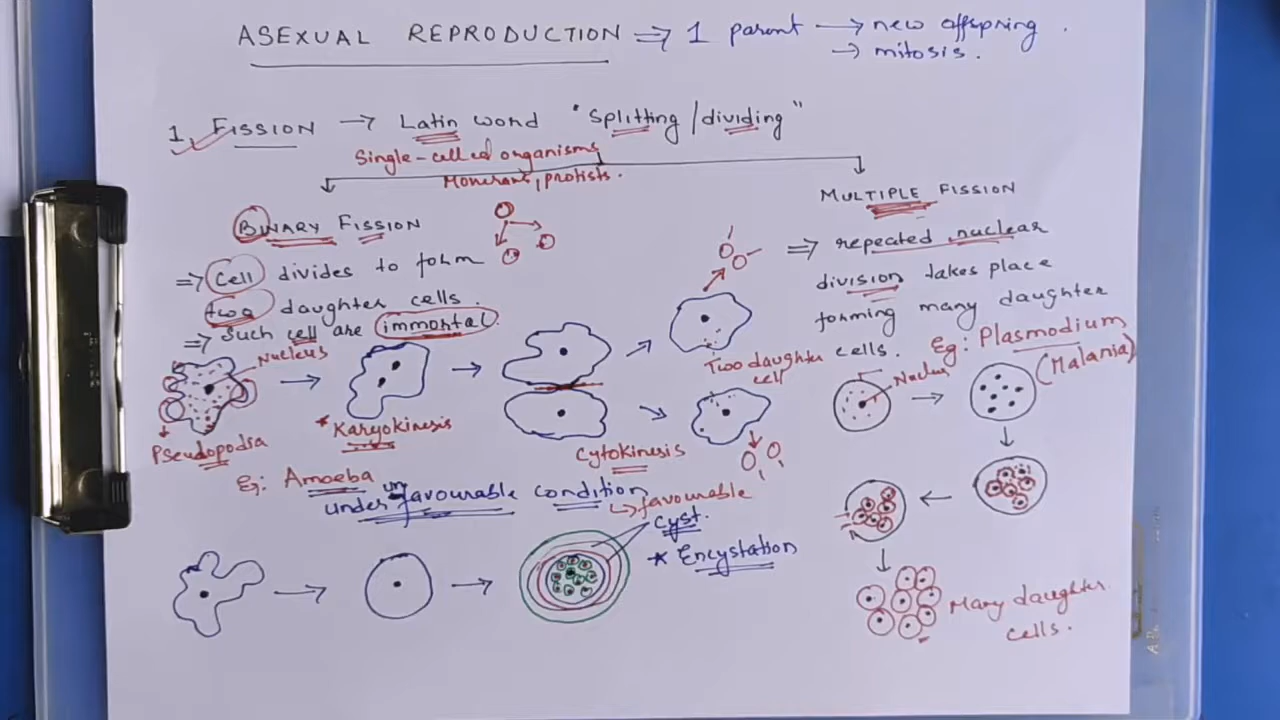 ASEXUAL REPRODUCTION ⇒ 1 parent → new offspring.
→ mitosis.
1, FISSION → Latin word "splitting/dividing"
Single-celled organisms
Monerans, protists.
BINARY FISSION
⇒ Cell divides to form
two daughter cells.
⇒ Such cell are immortal.
Nucleus
Pseudopodia
* Karyokinesis
Cytokinesis
Two daughter
cell
Eg: Amoeba
under unfavourable condition
↳ favourable
Cyst.
* Encystation
MULTIPLE FISSION
⇒ repeated nuclear
division takes place
forming many daughter
cells. Eg: Plasmodium
(Malaria)
Nucleus
Many daughter
cells.